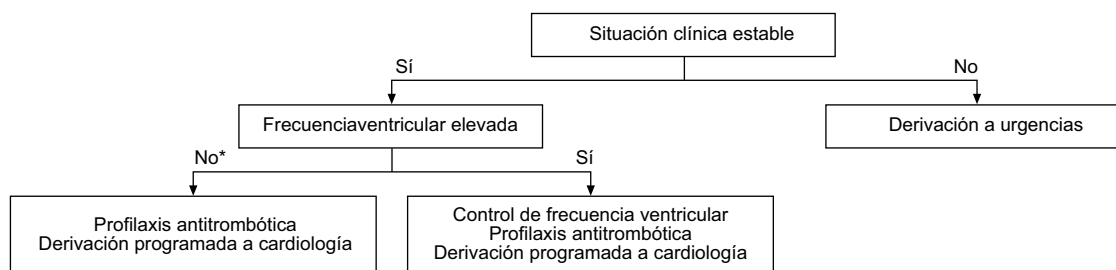 Situación clínica estable
Sí
No
Frecuenciaventricular elevada
Derivación a urgencias
No*
Sí
Profilaxis antitrombótica
Derivación programada a cardiología
Control de frecuencia ventricular
Profilaxis antitrombótica
Derivación programada a cardiología